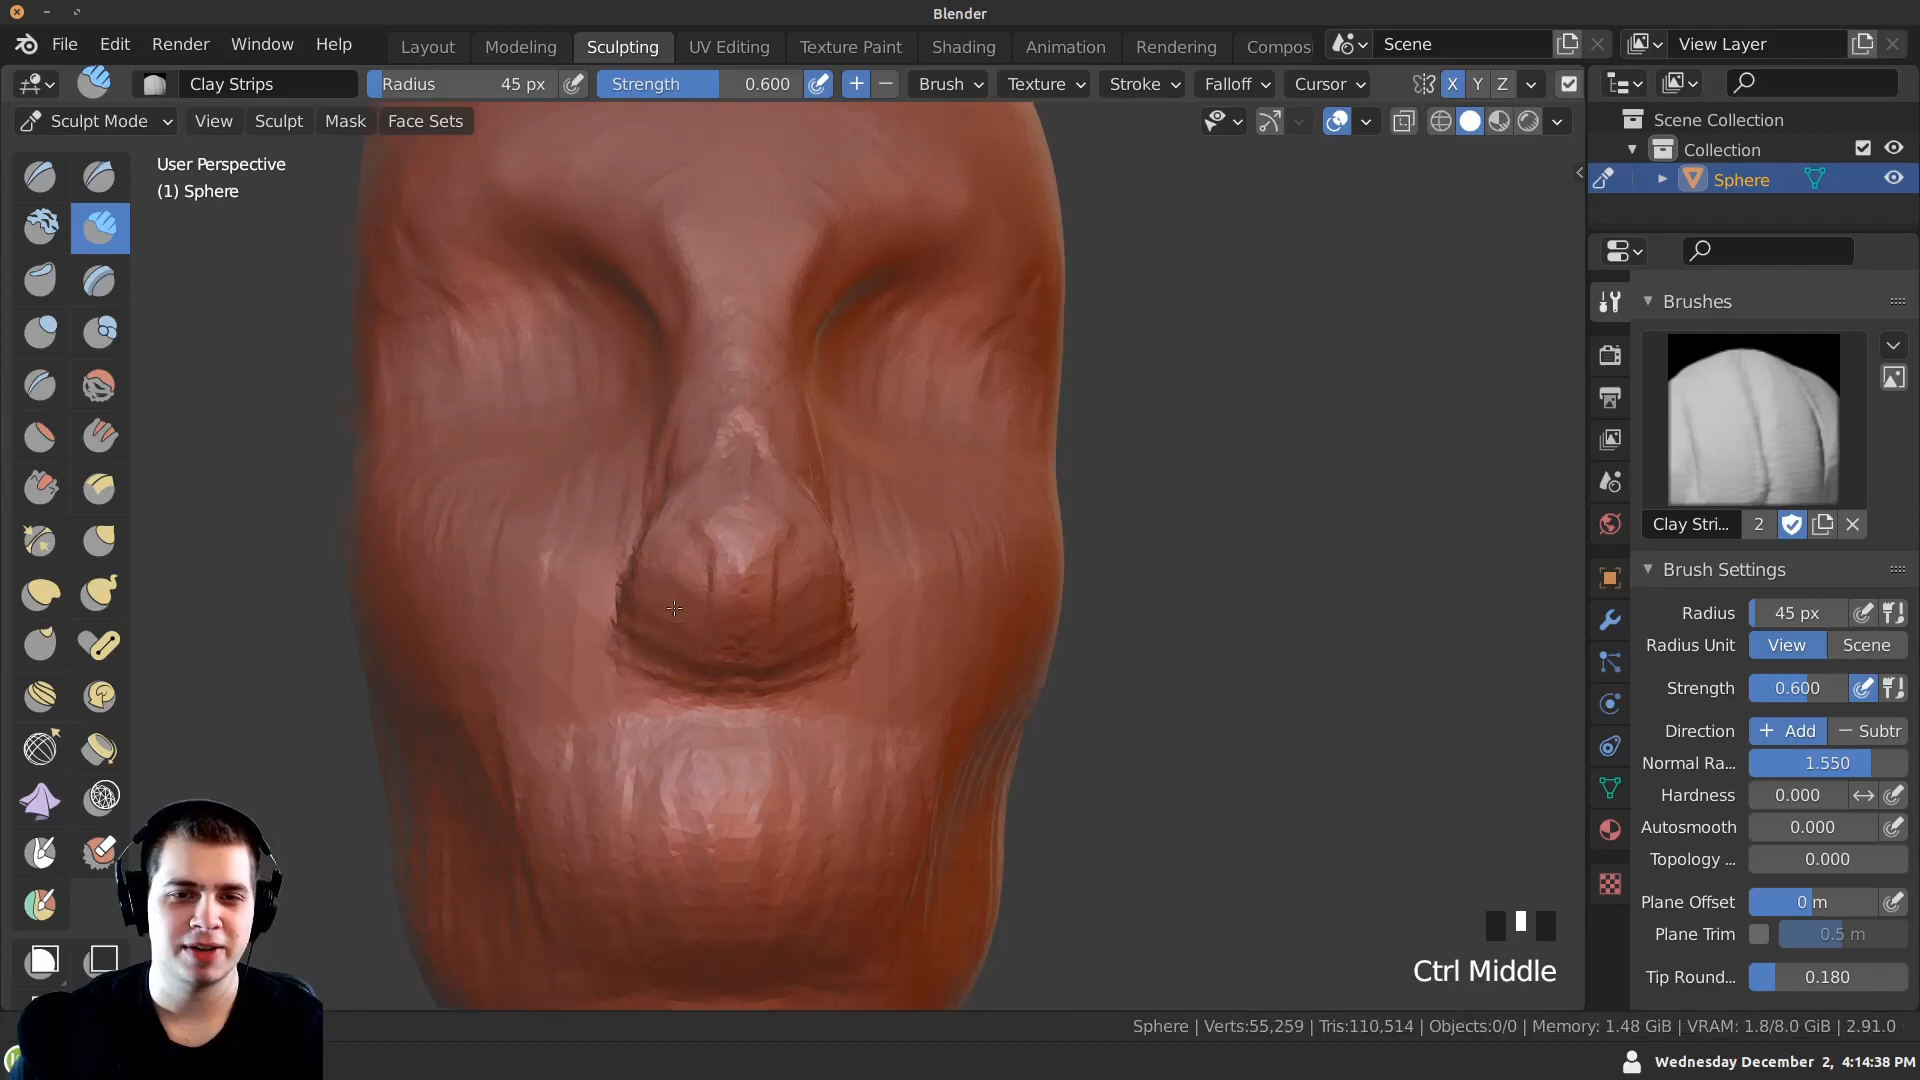 Blender
File Edit Render Window Help Layout Modeling Sculpting UV Editing Texture Paint Shading Animation Rendering Compos Scene View Layer
Clay Strips Radius 45 px Strength 0.600 Brush Texture Stroke Falloff Cursor X Y Z
Sculpt Mode View Sculpt Mask Face Sets
User Perspective
(1) Sphere
Scene Collection
Collection
Sphere
Brushes
Clay Stri... 2
Brush Settings
Radius 45 px
Radius Unit View Scene
Strength 0.600
Direction + Add − Subtr
Normal Ra... 1.550
Hardness 0.000
Autosmooth 0.000
Topology ... 0.000
Plane Offset 0 m
Plane Trim 0.5 m
Tip Round... 0.180
Ctrl Middle
Sphere | Verts:55,259 | Tris:110,514 | Objects:0/0 | Memory: 1.48 GiB | VRAM: 1.8/8.0 GiB | 2.91.0
Wednesday December 2, 4:14:38 PM